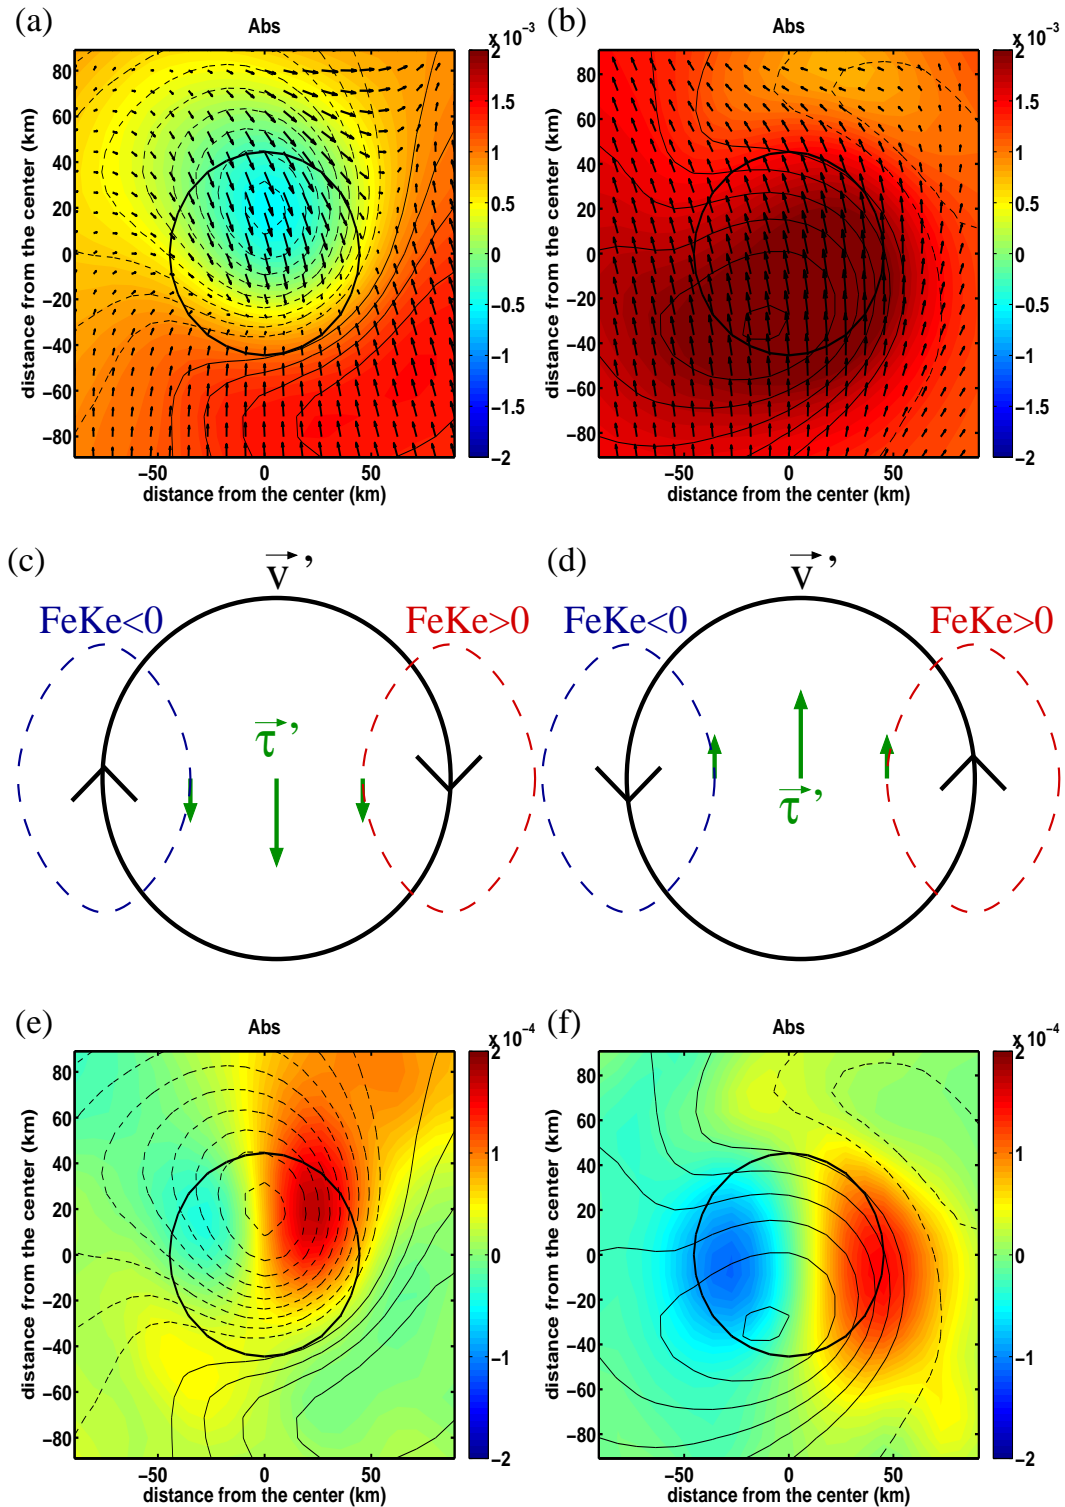 (a)
Abs
x 10⁻³
distance from the center (km)
80
60
40
20
0
−20
−40
−60
−80
−50
0
50
distance from the center (km)
2
1.5
1
0.5
0
−0.5
−1
−1.5
−2
(b)
Abs
x 10⁻³
distance from the center (km)
80
60
40
20
0
−20
−40
−60
−80
−50
0
50
distance from the center (km)
2
1.5
1
0.5
0
−0.5
−1
−1.5
−2
(c)
v⃗ ’
FeKe<0
FeKe>0
τ⃗ ’
(d)
v⃗ ’
FeKe<0
FeKe>0
τ⃗ ’
(e)
Abs
x 10⁻⁴
distance from the center (km)
80
60
40
20
0
−20
−40
−60
−80
−50
0
50
distance from the center (km)
2
1
0
−1
−2
(f)
Abs
x 10⁻⁴
distance from the center (km)
80
60
40
20
0
−20
−40
−60
−80
−50
0
50
distance from the center (km)
2
1
0
−1
−2